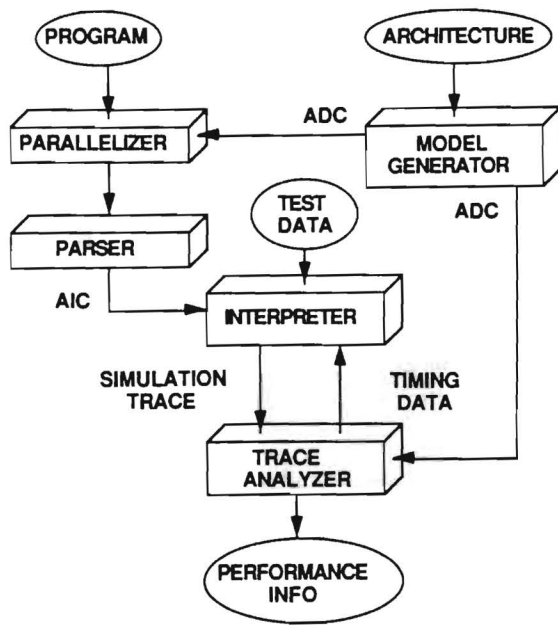 PROGRAM
ARCHITECTURE
ADC
PARALLELIZER
MODEL
GENERATOR
TEST
DATA
ADC
PARSER
AIC
INTERPRETER
SIMULATION
TRACE
TIMING
DATA
TRACE
ANALYZER
PERFORMANCE
INFO